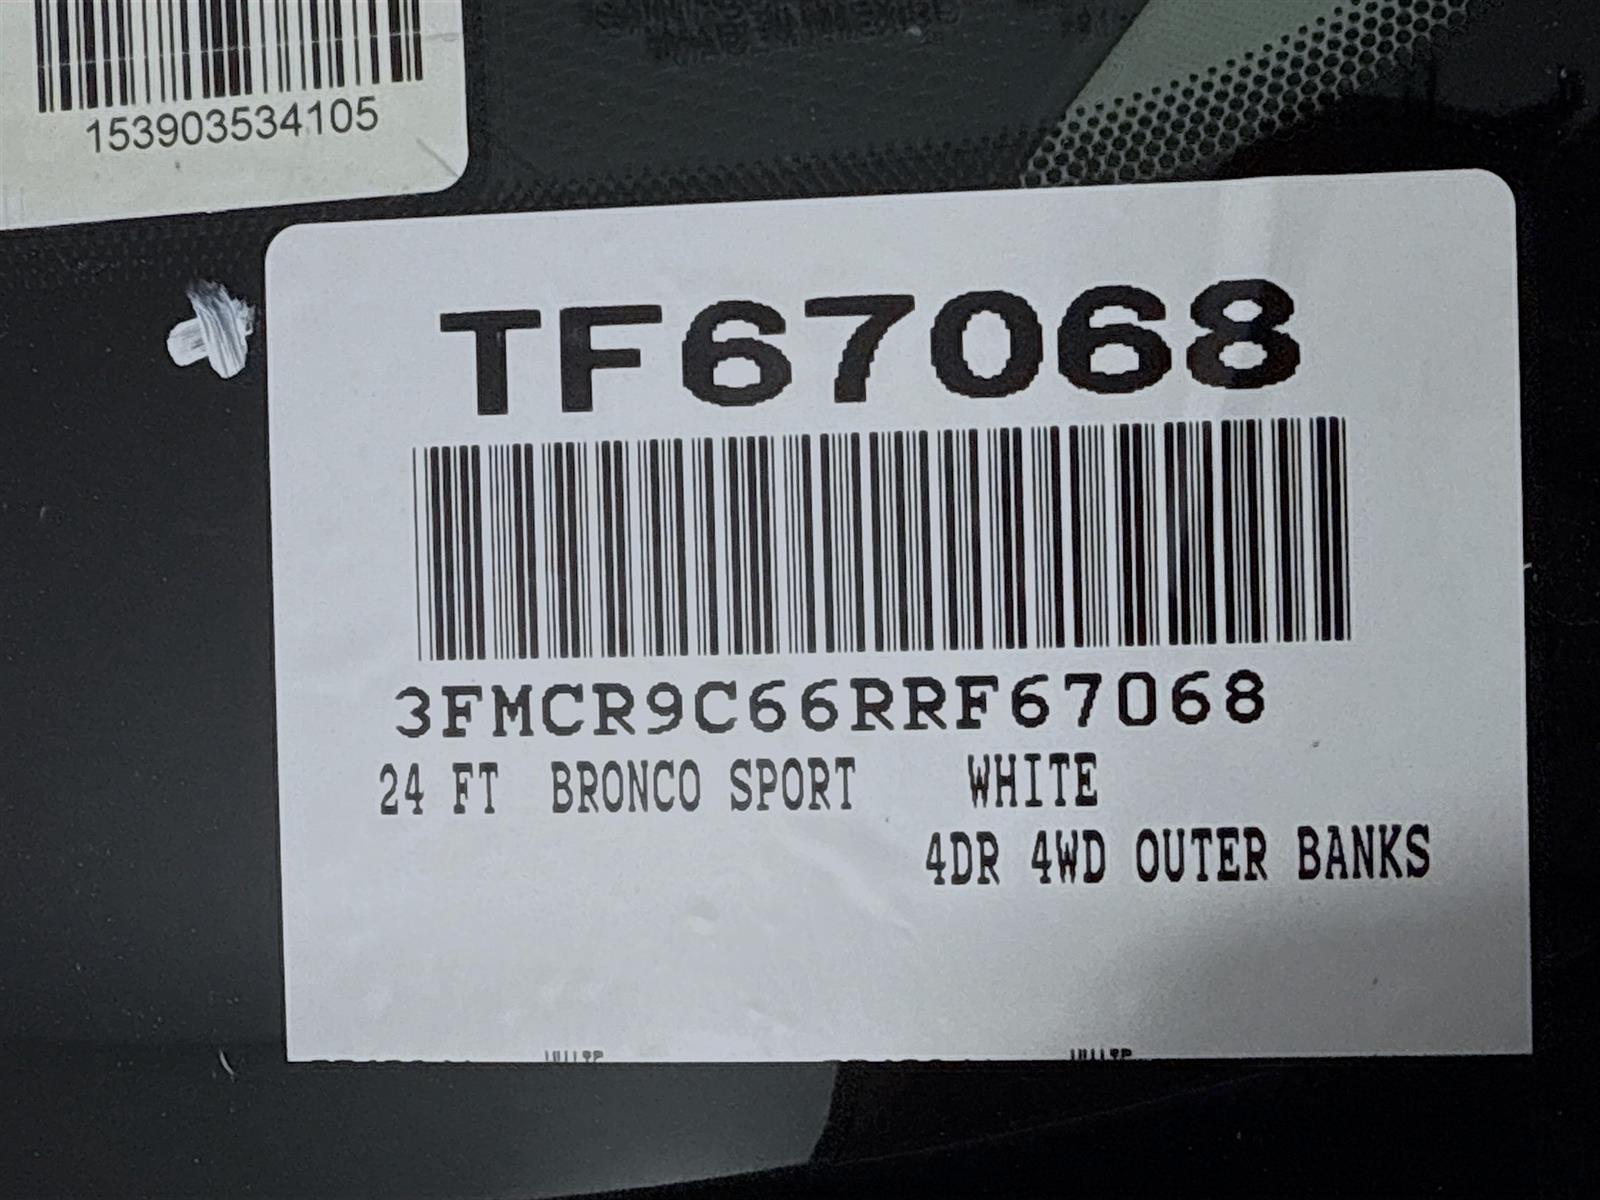 153903534105
TF67068
3FMCR9C66RRF67068
24 FT BRONCO SPORT WHITE
4DR 4WD OUTER BANKS